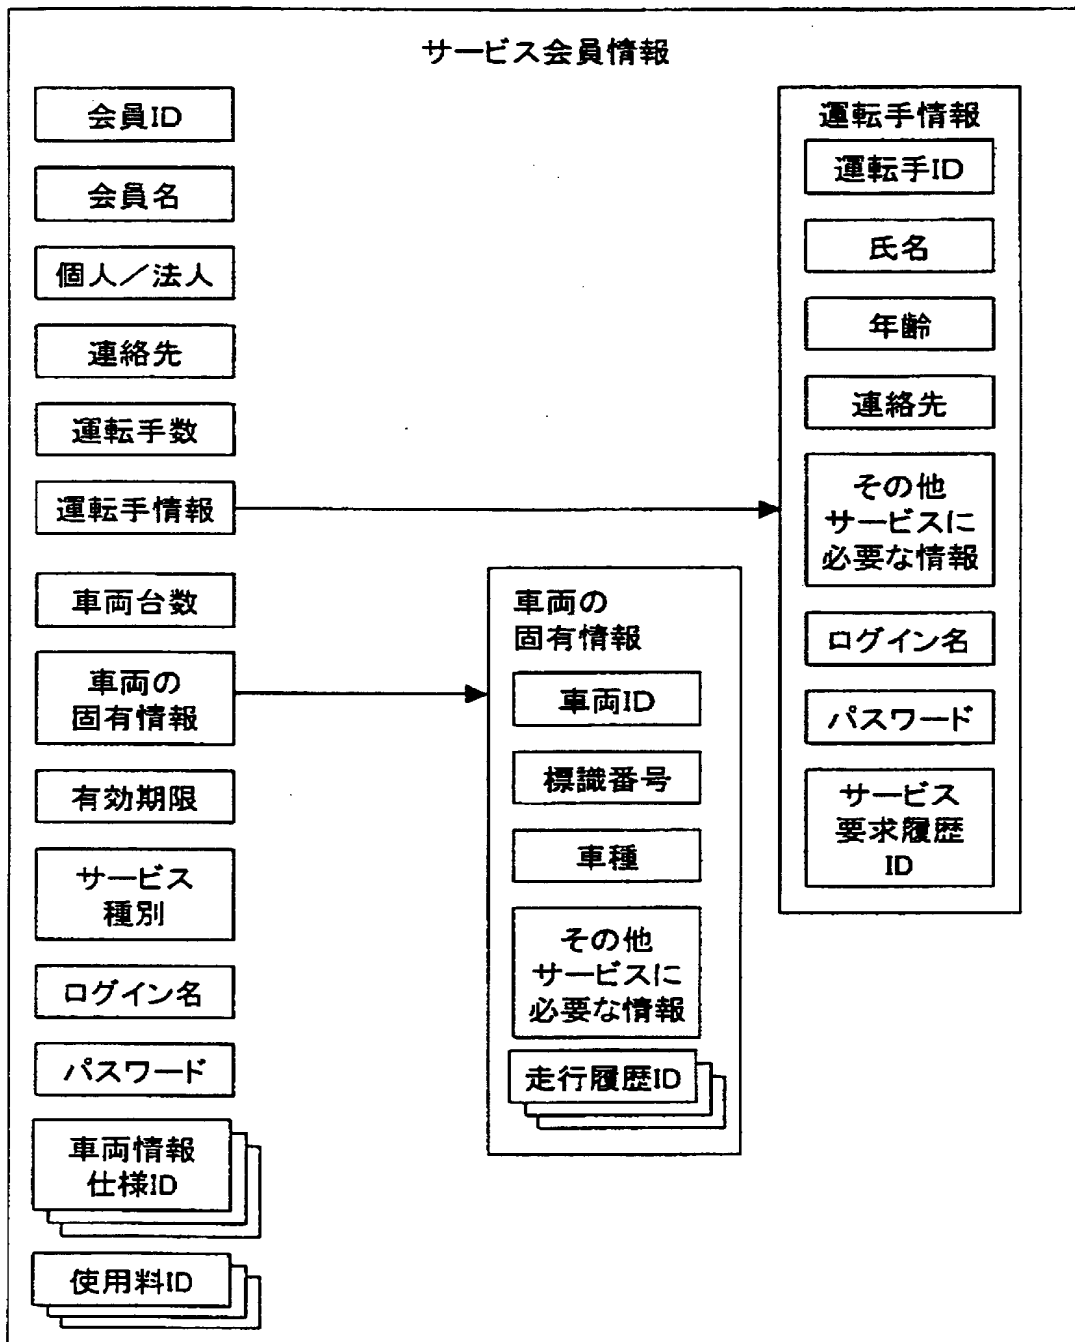 サービス会員情報
会員ID
会員名
個人／法人
連絡先
運転手数
運転手情報
車両台数
車両の
固有情報
有効期限
サービス
種別
ログイン名
パスワード
車両情報
仕様ID
使用料ID
車両の
固有情報
車両ID
標識番号
車種
その他
サービスに
必要な情報
走行履歴ID
運転手情報
運転手ID
氏名
年齢
連絡先
その他
サービスに
必要な情報
ログイン名
パスワード
サービス
要求履歴
ID